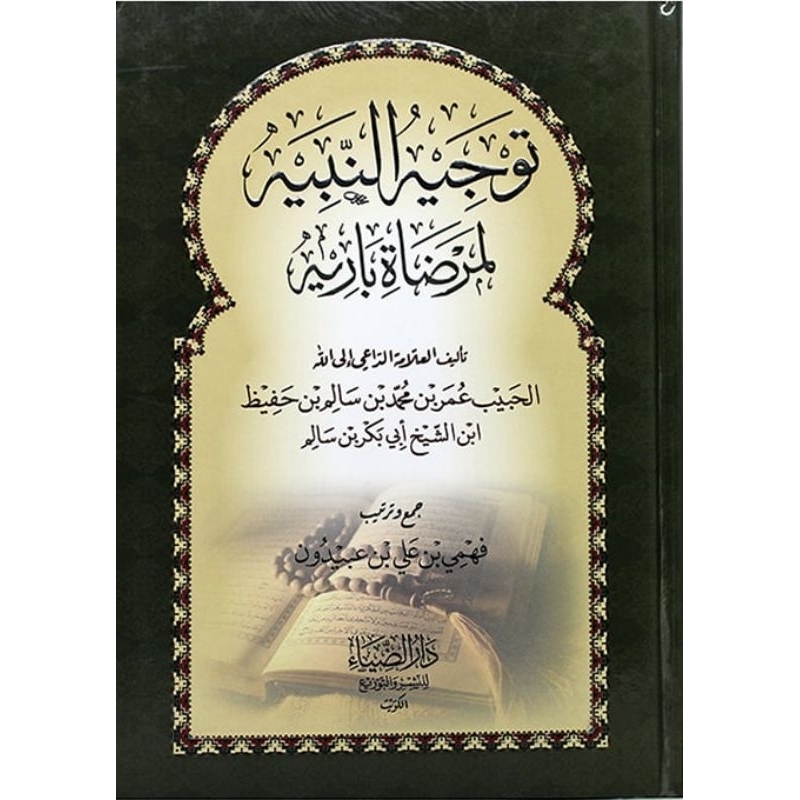 توجيه النبيه
لمرضاة باريه
تأليف العلامة الداعي إلى الله
الحبيب عمر بن محمد بن سالم بن حفيظ
ابن الشيخ أبي بكر بن سالم
جمع وترتيب
فهمي بن علي بن عبيدون
دار الضياء
للنشر والتوزيع
الكويت